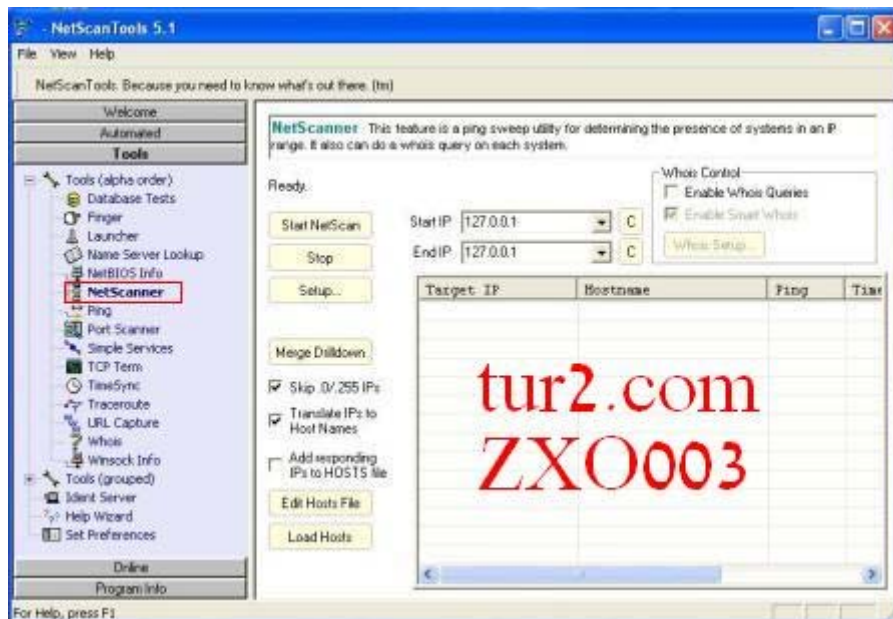 - NetScanTools 5.1
File View Help
NetScanTools. Because you need to know what's out there. (tm)
Welcome
Automated
Tools
Tools (alpha order)
Database Tests
Finger
Launcher
Name Server Lookup
NetBIOS Info
NetScanner
Ping
Port Scanner
Simple Services
TCP Term
TimeSync
Traceroute
URL Capture
Whois
Winsock Info
Tools (grouped)
Ident Server
Help Wizard
Set Preferences
Online
Program Info
NetScanner This feature is a ping sweep utility for determining the presence of systems in an IP
range. It also can do a whois query on each system.
Ready.
Start NetScan
Stop
Setup...
Merge Drilldown
Skip .0/.255 IPs
Translate IPs to
Host Names
Add responding
IPs to HOSTS file
Edit Hosts File
Load Hosts
Start IP 127.0.0.1 C
End IP 127.0.0.1 C
Whois Control
Enable Whois Queries
Enable Smart Whois
Whois Setup...
Target IP Hostname Ping Time
tur2.com
ZXO003
For Help, press F1